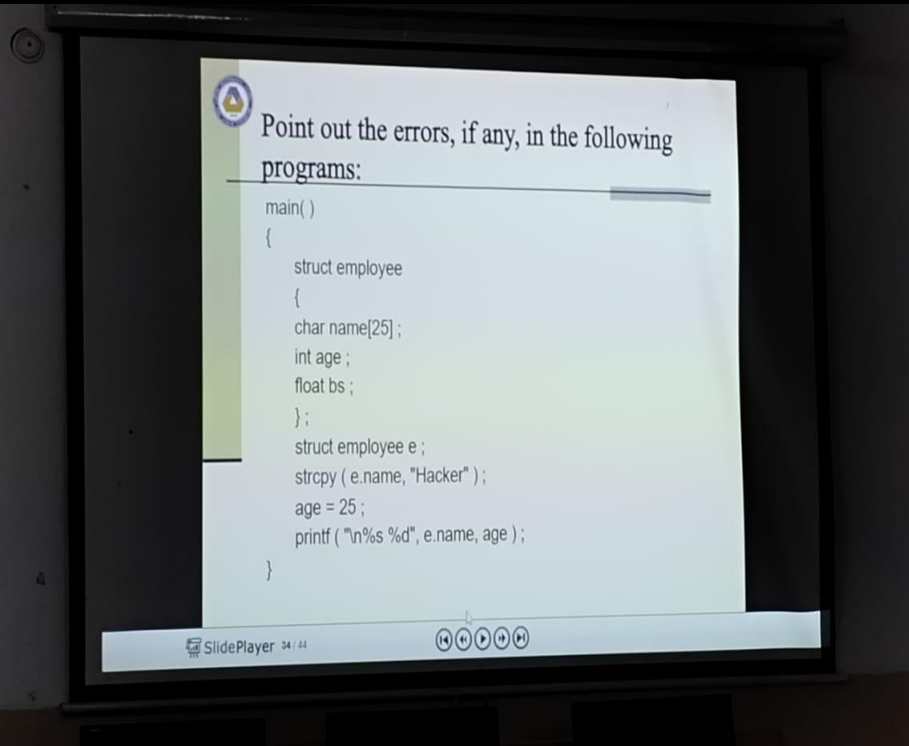 Point out the errors, if any, in the following
programs:
main( )
{
struct employee
{
char name[25] ;
int age ;
float bs ;
} ;
struct employee e ;
strcpy ( e.name, "Hacker" ) ;
age = 25 ;
printf ( "\n%s %d", e.name, age ) ;
}
SlidePlayer 34 / 44